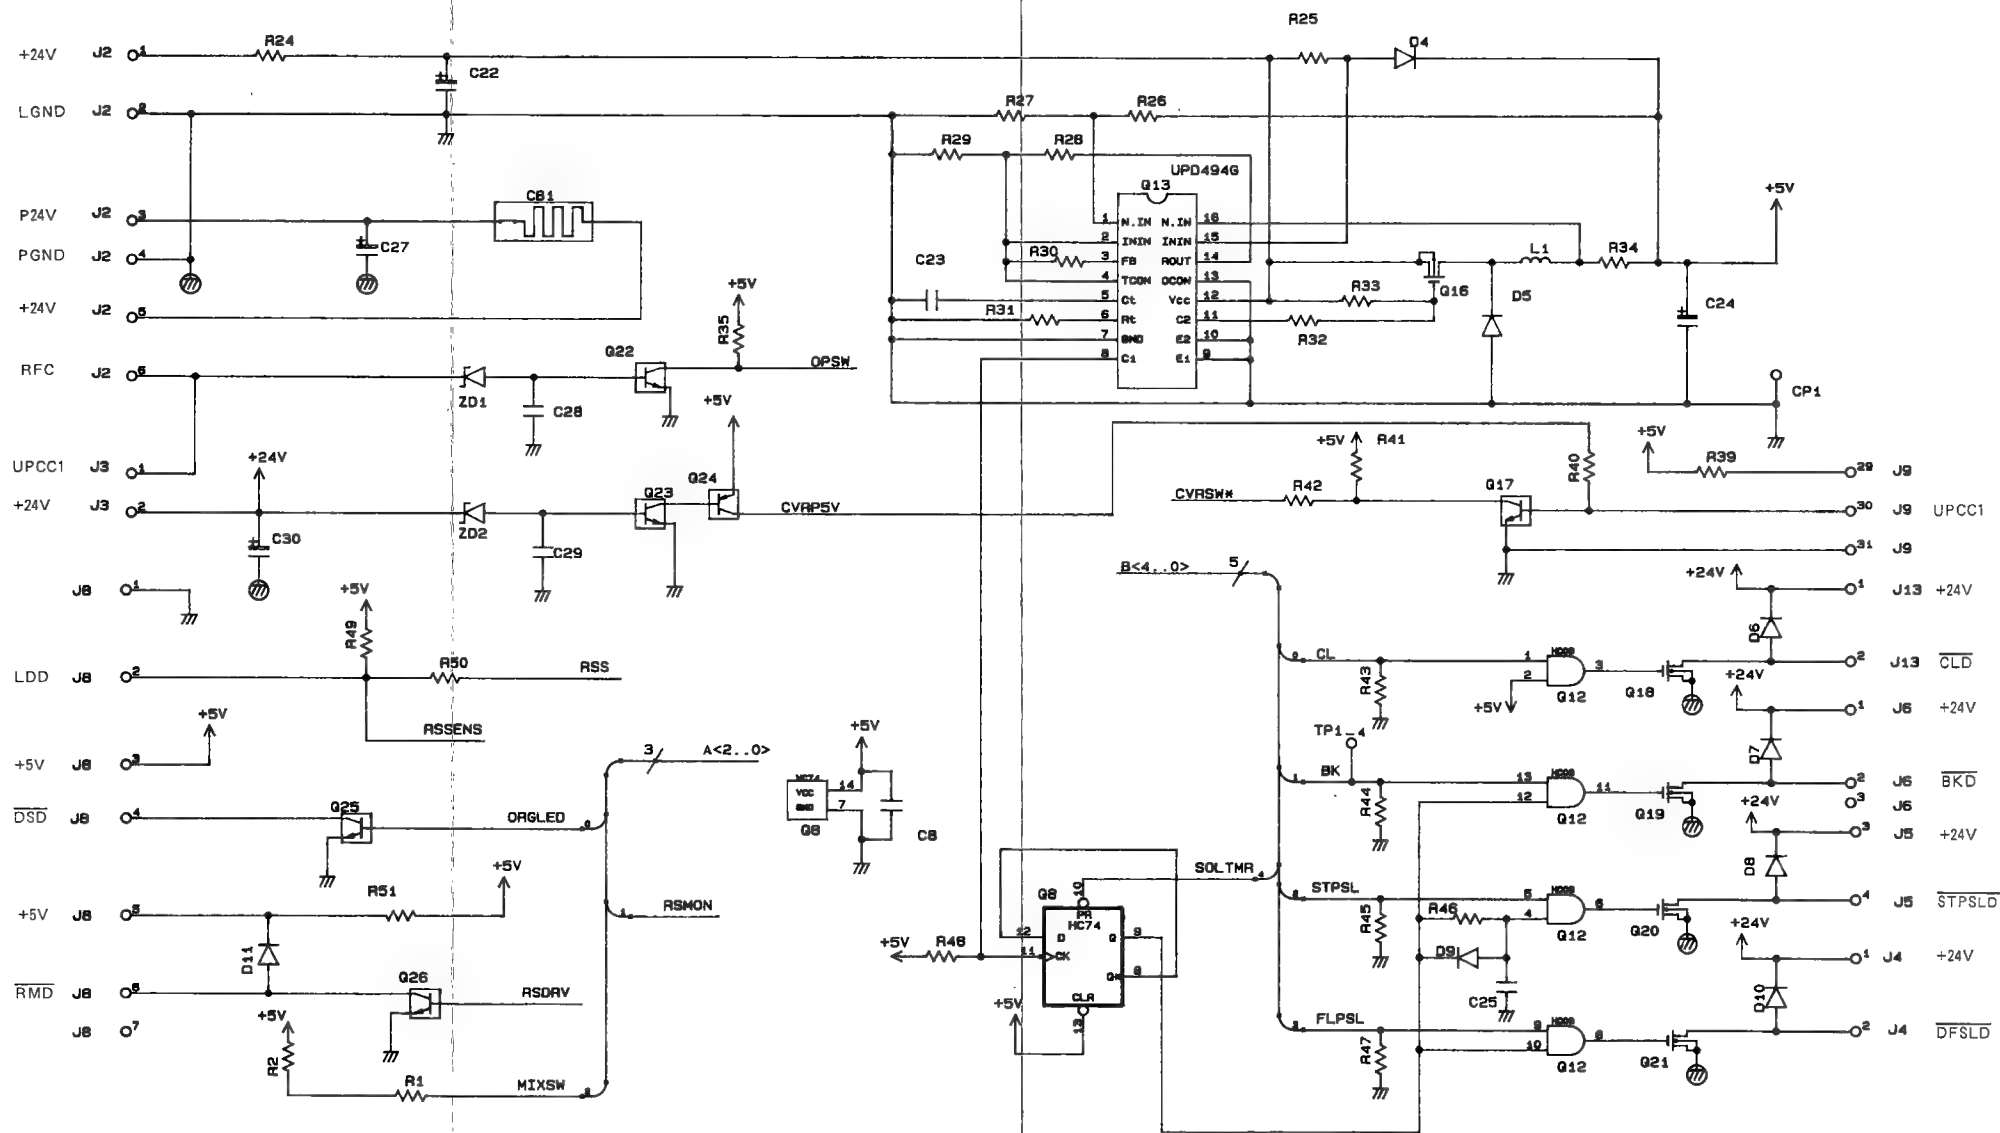 +24V J2 1 R24 C22 R25 D4
LGND J2 2 R27 R26
R29 R28
UPD494G
Q13
P24V J2 3 C27 CB1
PGND J2 4
+24V J2 5
+5V
1 N.IN N.IN 16
2 ININ ININ 15
R30 3 FB ROUT 14
4 TCON OCON 13
C23 5 Ct Vcc 12 R33
R31 6 Rt C2 11 R32
7 GND E2 10
8 C1 E1 9
Q16 D5 L1 R34 C24
CP1
RFC J2 6 ZD1 C28 Q22 R35 +5V OPSW
UPCC1 J3 1
+24V J3 2 +24V C30 ZD2 C29 Q23 Q24 +5V CVRP5V
CVRSW* R42 +5V R41 Q17 R40
+5V R39 29 J9
30 J9 UPCC1
31 J9
J8 1
LDD J8 2 +5V R49 R50 RSS
RSSENS
+5V J8 3 +5V
DSD J8 4 Q25 ORGLED 0
3 A<2..0>
+5V J8 5 R51 +5V
RSMON 1
D11
RMD J8 6 Q26 RSDRV
J8 7
+5V R2 R1 MIXSW 2
+5V
HC74
VCC 14
GND 7
Q8 C8
B<4..0> 5
+24V 1 J13 +24V
D6
0 CL R43 1 2 +5V HC08 3 Q12 Q18 2 J13 CLD
+24V 1 J6 +24V
D7
TP1_4
1 BK R44 13 12 HC08 11 Q12 Q19 2 J6 BKD
3 J6
+24V 3 J5 +24V
D8
SOLTMR 4
STPSL R45 5 4 HC08 6 Q12 Q20 4 J5 STPSLD
R46 D9 C25
+24V 1 J4 +24V
D10
3 FLPSL R47 9 10 HC08 8 Q12 Q21 2 J4 DFSLD
Q8 10
PR
HC74
12 D Q 9
+5V R48 11 CK
Q* 8
CLR
+5V 13